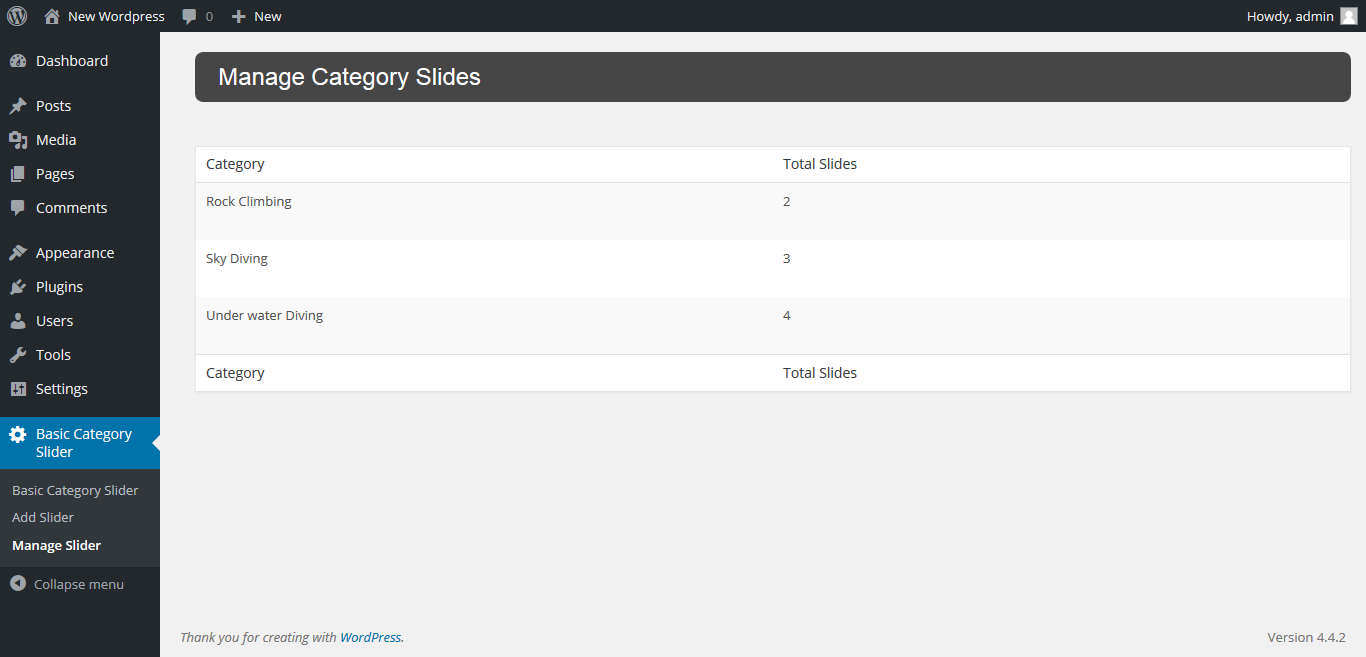 New Wordpress 0 New Howdy, admin
Dashboard
Posts
Media
Pages
Comments
Appearance
Plugins
Users
Tools
Settings
Basic Category
Slider
Basic Category Slider
Add Slider
Manage Slider
Collapse menu
Manage Category Slides
Category Total Slides
Rock Climbing 2
Sky Diving 3
Under water Diving 4
Category Total Slides
Thank you for creating with WordPress. Version 4.4.2